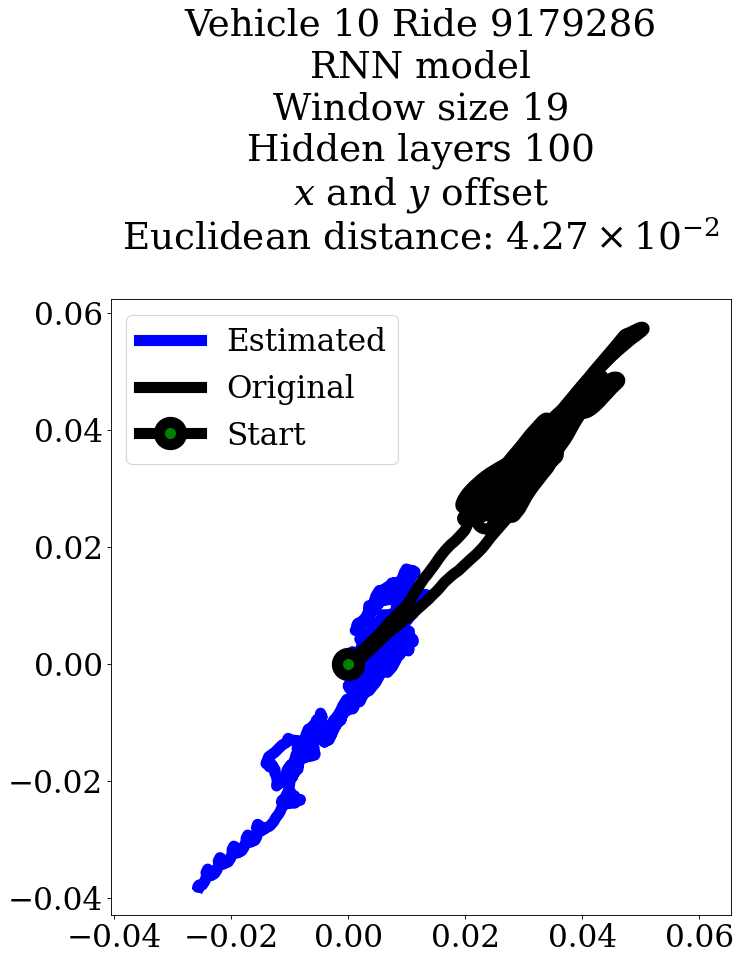 Vehicle 10 Ride 9179286
RNN model
Window size 19
Hidden layers 100
x and y offset
Euclidean distance: 4.27 × 10⁻²
0.06
0.04
0.02
0.00
−0.02
−0.04
Estimated
Original
Start
−0.04 −0.02 0.00 0.02 0.04 0.06